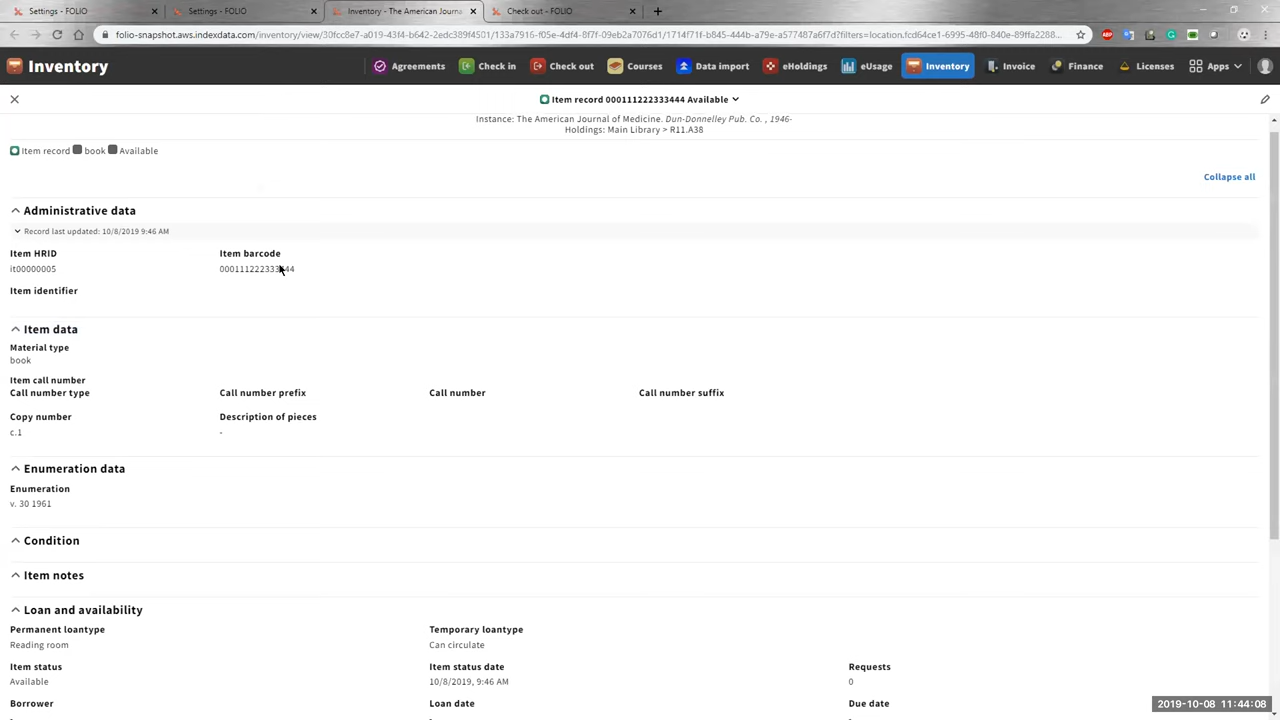 Settings - FOLIO
Settings - FOLIO
Inventory - The American Journa
Check out - FOLIO
folio-snapshot.aws.indexdata.com/inventory/view/30fcc8e7-a019-43f4-b642-2edc389f4501/133a7916-f05e-4df4-8f7f-09eb2a7076d1/1714f71f-b845-444b-a79e-a577487a6f7d?filters=location.fcd64ce1-6995-48f0-840e-89ffa2288...
Inventory
Agreements
Check in
Check out
Courses
Data import
eHoldings
eUsage
Inventory
Invoice
Finance
Licenses
Apps
Item record 000111222333444 Available
Instance: The American Journal of Medicine. Dun-Donnelley Pub. Co. , 1946-
Holdings: Main Library > R11.A38
Item record book Available
Collapse all
Administrative data
Record last updated: 10/8/2019 9:46 AM
Item HRID Item barcode
it00000005 000111222333444
Item identifier
Item data
Material type
book
Item call number
Call number type Call number prefix Call number Call number suffix
Copy number Description of pieces
c.1 -
Enumeration data
Enumeration
v. 30 1961
Condition
Item notes
Loan and availability
Permanent loantype Temporary loantype
Reading room Can circulate
Item status Item status date Requests
Available 10/8/2019, 9:46 AM 0
Borrower Loan date Due date
2019-10-08 11:44:08